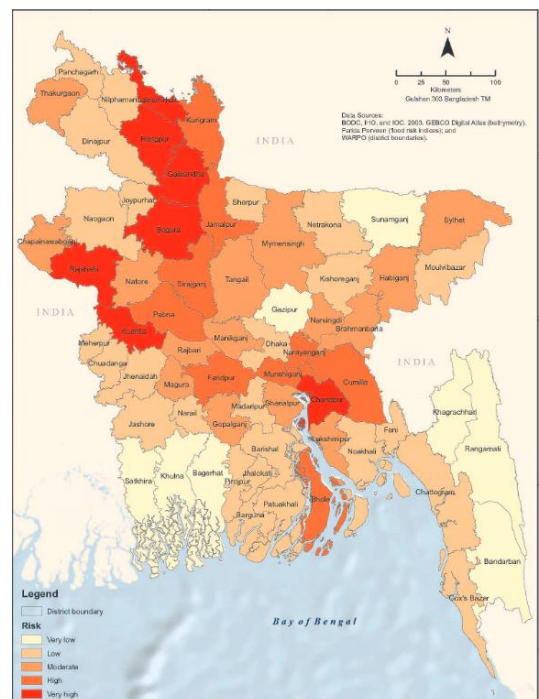 N
0 25 50 100
Kilometers
Gulshan 303 Bangladesh TM
Data Sources:
BODC, IHO, and IOC. 2003. GEBCO Digital Atlas (bathymetry).
Farida Perveen (flood risk indices); and
WARPO (district boundaries).
Panchagarh
Thakurgaon
Nilphamari
Rangpur
Kurigram
Dinajpur
INDIA
Gaibandha
Joypurhat
Sherpur
Naogaon
Bogura
Jamalpur
Netrakona
Sunamganj
Sylhet
Mymensingh
Chapainawabganj
Rajshahi
Natore
Sirajganj
Tangail
Kishoreganj
Habiganj
Moulvibazar
INDIA
Pabna
Gazipur
Narsingdi
Brahmanbaria
Kushtia
Meherpur
Chuadanga
Rajbari
Manikganj
Dhaka
Narayanganj
INDIA
Jhenaidah
Magura
Faridpur
Munshiganj
Cumilla
Khagrachhari
Jashore
Narail
Madaripur
Shariatpur
Chandpur
Gopalganj
Lakshmipur
Noakhali
Feni
Rangamati
Satkhira
Khulna
Bagerhat
Barishal
Jhalokati
Pirojpur
Bhola
Chattogram
Patuakhali
Barguna
Bandarban
Cox's Bazar
Legend
District boundary
Bay of Bengal
Risk
Very low
Low
Moderate
High
Very high